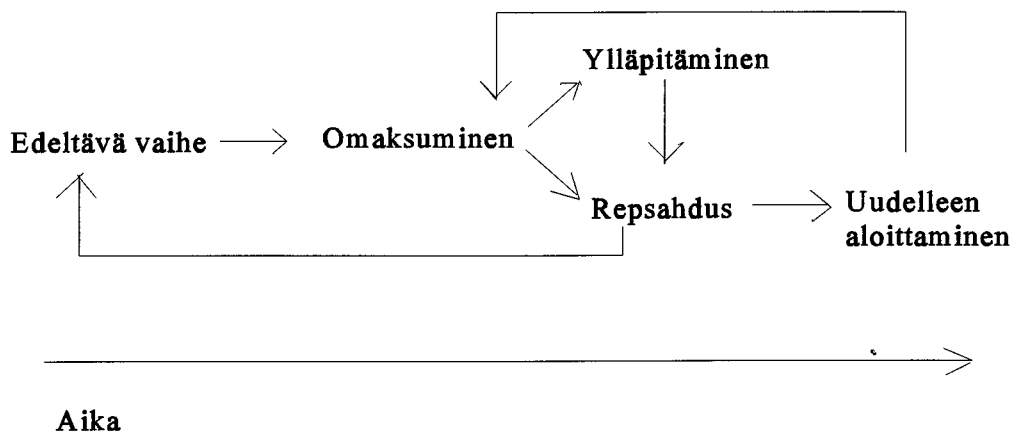 Ylläpitäminen
Edeltävä vaihe
Omaksuminen
Repsahdus
Uudelleen
aloittaminen
Aika